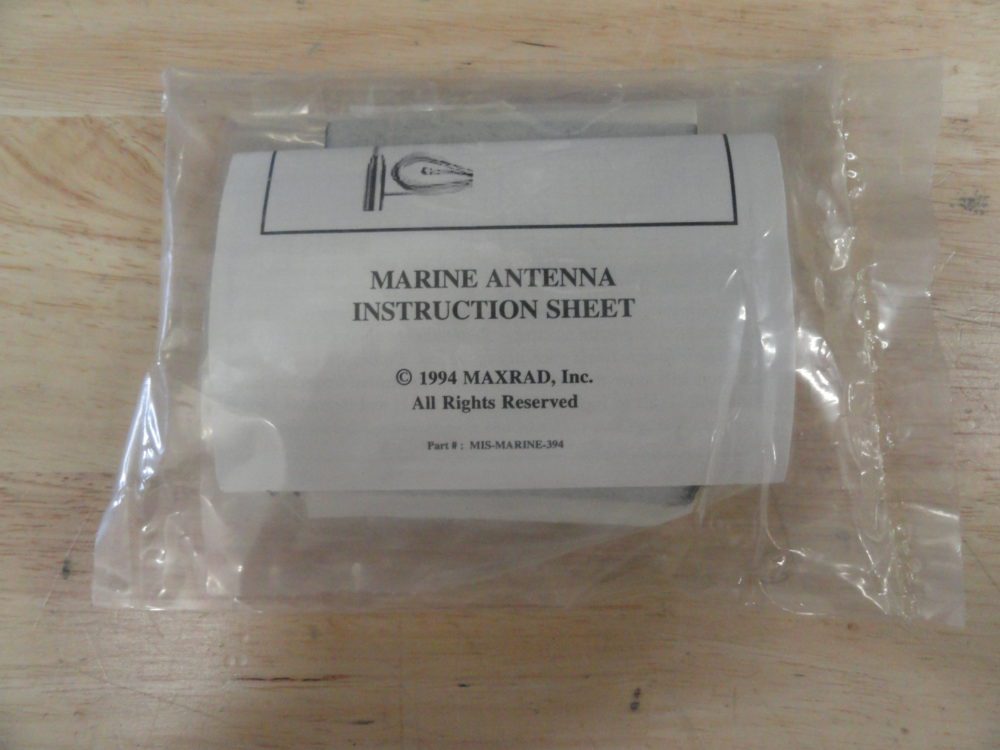 MARINE ANTENNA
INSTRUCTION SHEET
© 1994 MAXRAD, Inc.
All Rights Reserved
Part # : MIS-MARINE-394